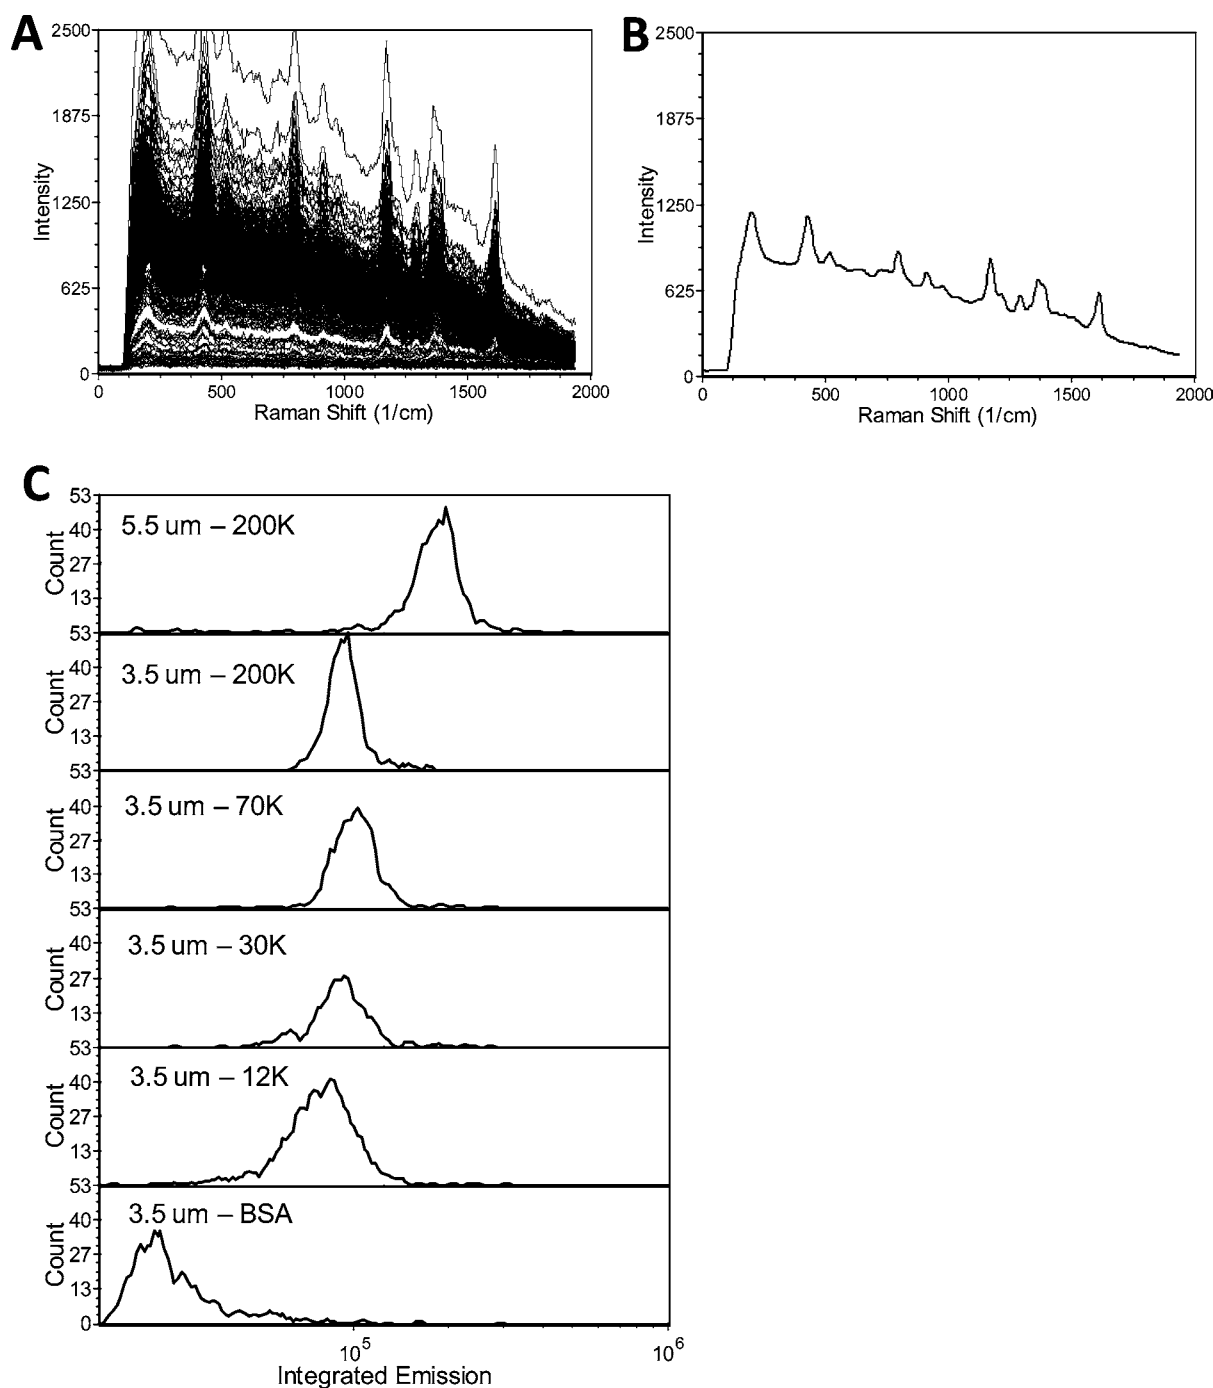 A
2500
1875
1250
625
0
Intensity
0
500
1000
1500
2000
Raman Shift (1/cm)
B
2500
1875
1250
625
0
Intensity
0
500
1000
1500
2000
Raman Shift (1/cm)
C
53
40
27
13
Count
5.5 um – 200K
53
40
27
13
Count
3.5 um – 200K
53
40
27
13
Count
3.5 um – 70K
53
40
27
13
Count
3.5 um – 30K
53
40
27
13
Count
3.5 um – 12K
53
40
27
13
0
Count
3.5 um – BSA
10^5
10^6
Integrated Emission